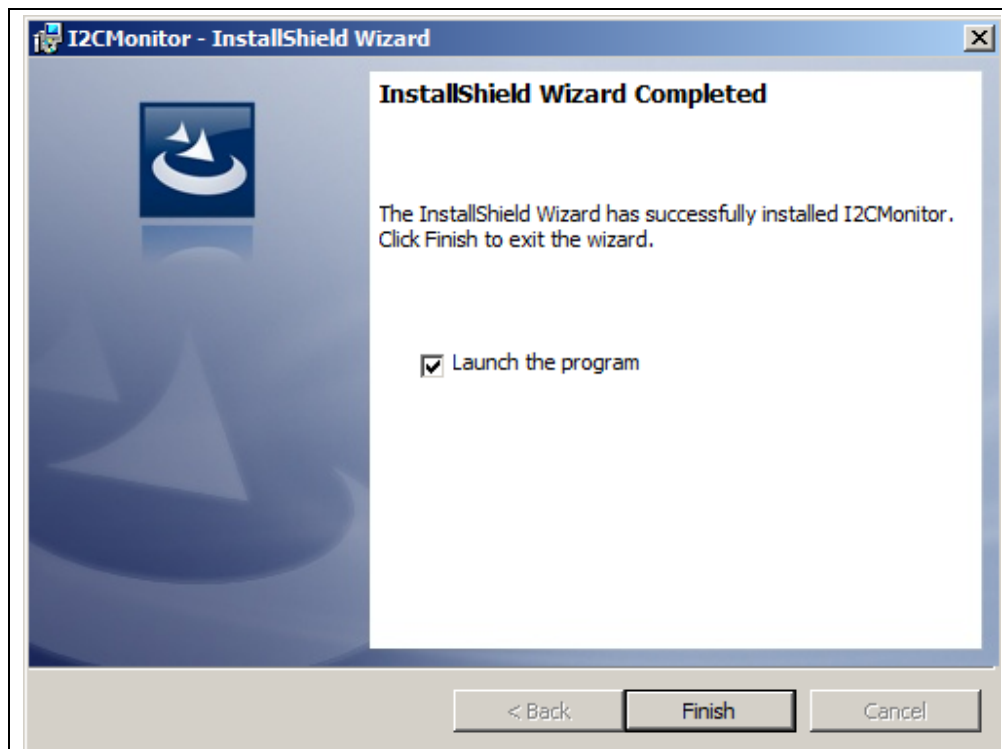 I2CMonitor - InstallShield Wizard
InstallShield Wizard Completed
The InstallShield Wizard has successfully installed I2CMonitor.
Click Finish to exit the wizard.
Launch the program
< Back Finish Cancel